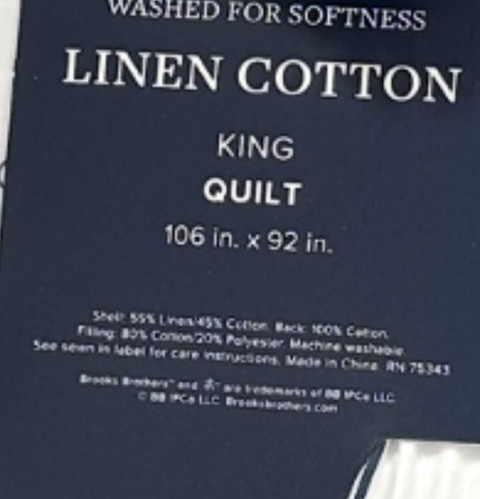 WASHED FOR SOFTNESS
LINEN COTTON
KING
QUILT
106 in. x 92 in.
Shell: 55% Linen/45% Cotton. Back: 100% Cotton.
Filling: 80% Cotton/20% Polyester. Machine washable.
See sewn in label for care instructions. Made in China. RN 75343
Brooks Brothers™ and are trademarks of BB IPCo LLC.
© BB IPCo LLC Brooksbrothers.com